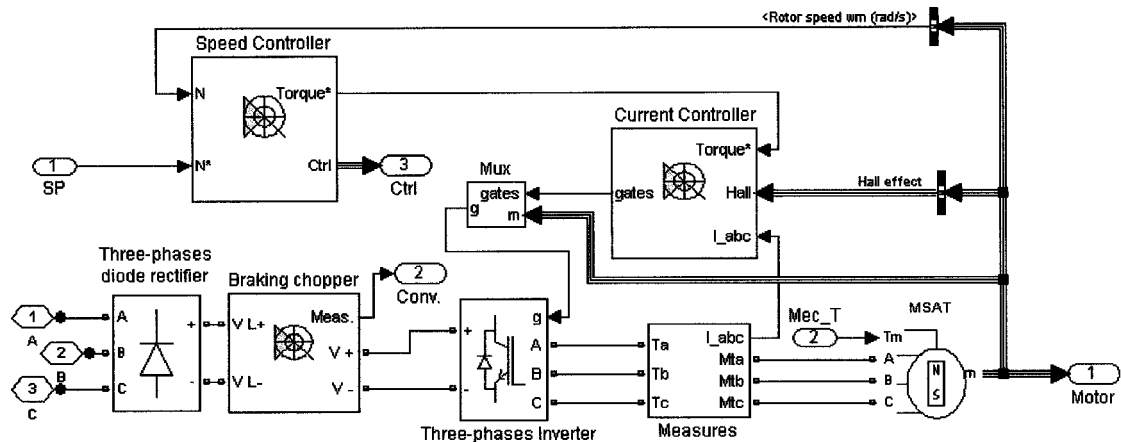 <Rotor speed wm (rad/s)>
Speed Controller
N
Torque*
N*
Ctrl
1
SP
3
Ctrl
Current Controller
Torque*
gates
Hall
I_abc
Hall effect
Mux
gates
g
m
Three-phases
diode rectifier
A
B
C
+
-
1
A
2
B
3
C
Braking chopper
V L+
V L-
Meas.
V +
V -
2
Conv.
g
+
-
A
B
C
Three-phases Inverter
Ta
Tb
Tc
I_abc
Mta
Mtb
Mtc
Measures
Mec_T
2
MSAT
Tm
A
B
C
N
S
m
1
Motor